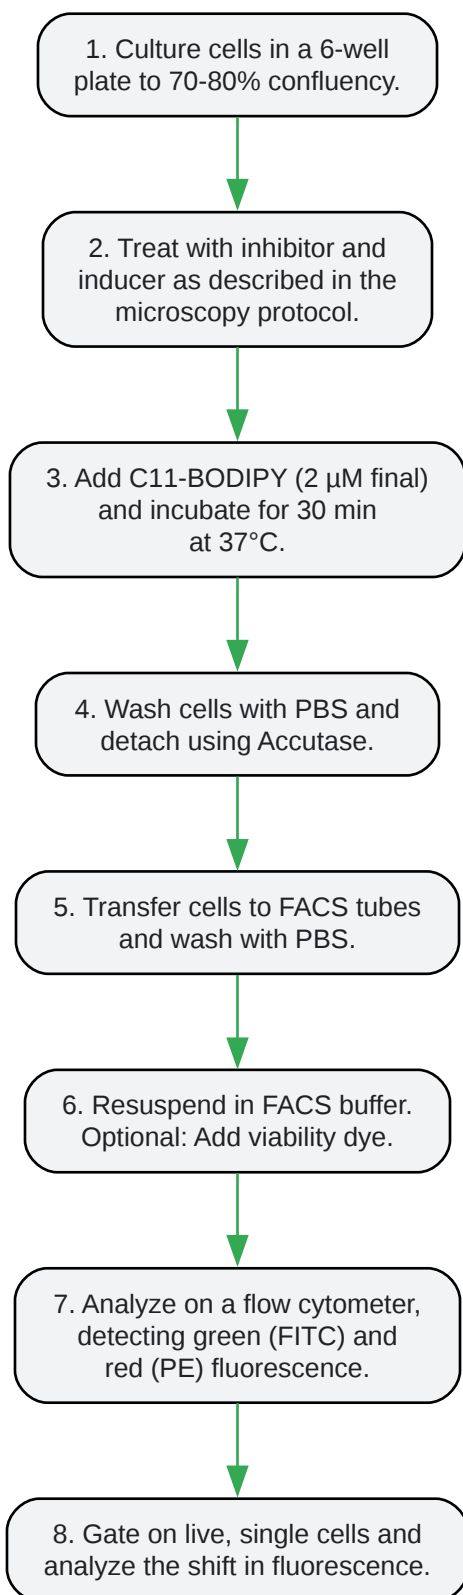 1. Culture cells in a 6-well
plate to 70-80% confluency.
2. Treat with inhibitor and
inducer as described in the
microscopy protocol.
3. Add C11-BODIPY (2 µM final)
and incubate for 30 min
at 37°C.
4. Wash cells with PBS and
detach using Accutase.
5. Transfer cells to FACS tubes
and wash with PBS.
6. Resuspend in FACS buffer.
Optional: Add viability dye.
7. Analyze on a flow cytometer,
detecting green (FITC) and
red (PE) fluorescence.
8. Gate on live, single cells and
analyze the shift in fluorescence.